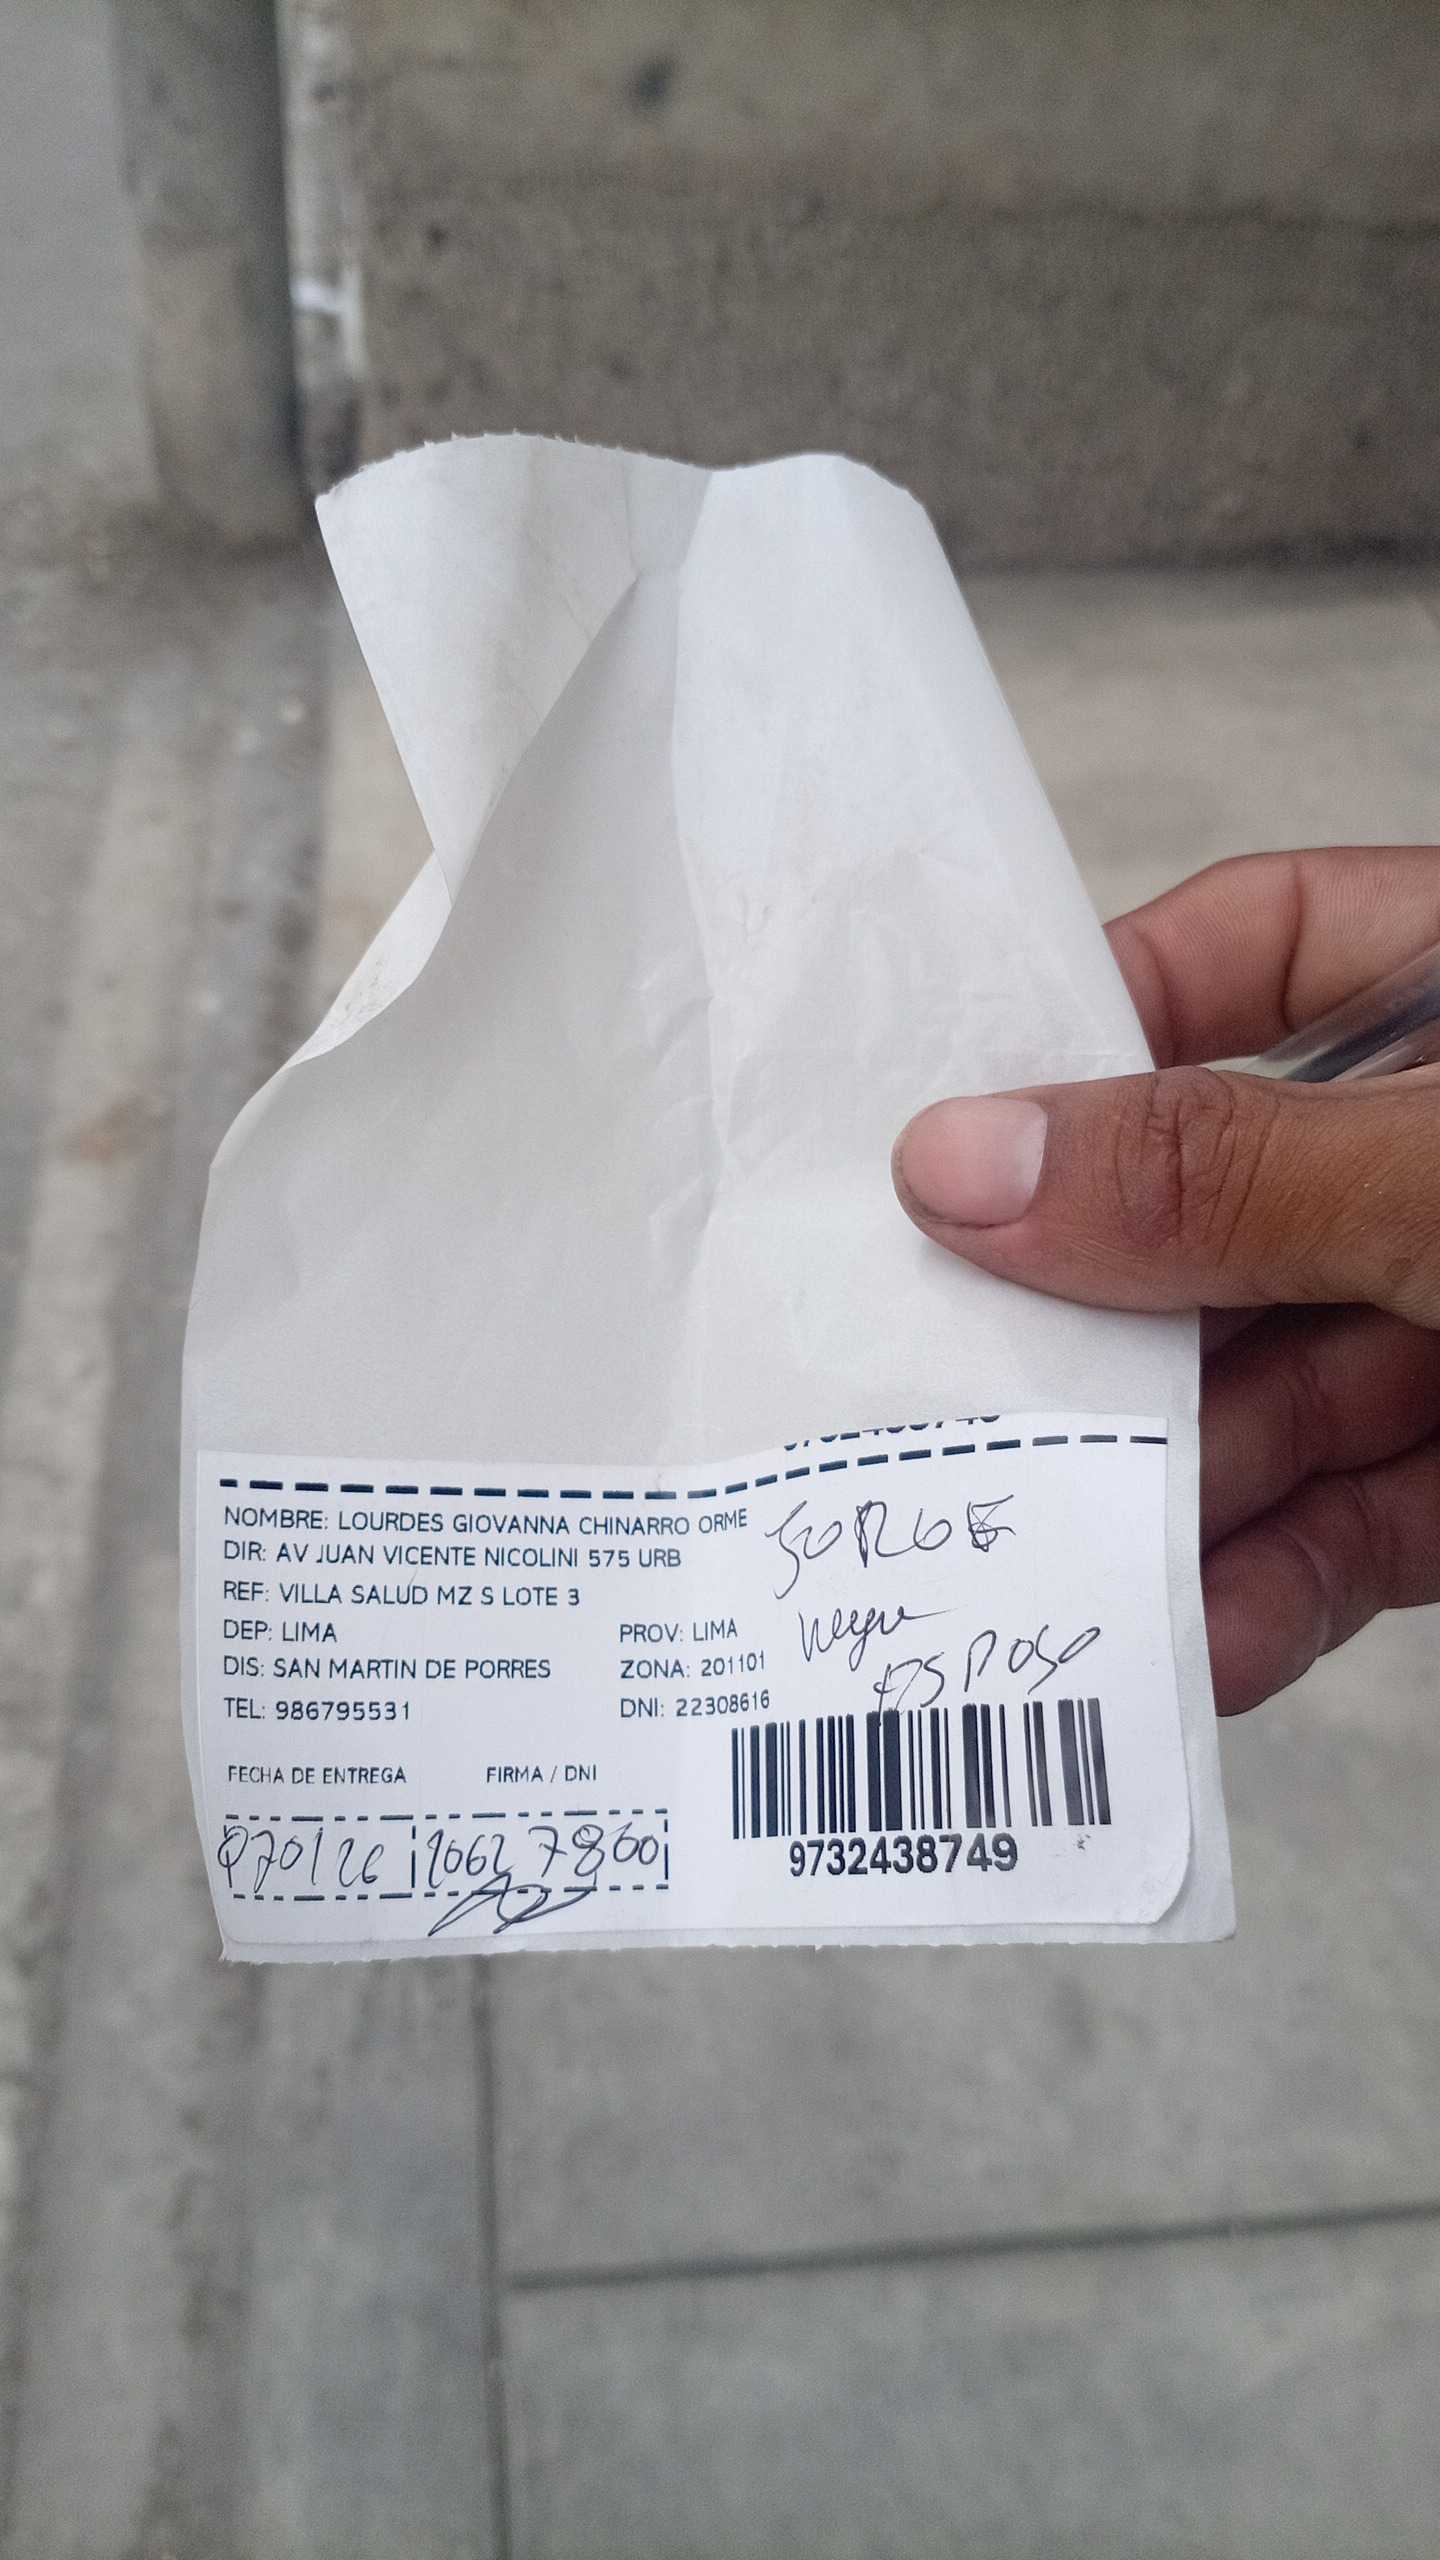 NOMBRE: LOURDES GIOVANNA CHINARRO ORME
DIR: AV JUAN VICENTE NICOLINI 575 URB
REF: VILLA SALUD MZ S LOTE 3
DEP: LIMA PROV: LIMA
DIS: SAN MARTIN DE PORRES ZONA: 201101
TEL: 986795531 DNI: 22308616
JORGE
ESPOSO
FECHA DE ENTREGA FIRMA / DNI
9732438749